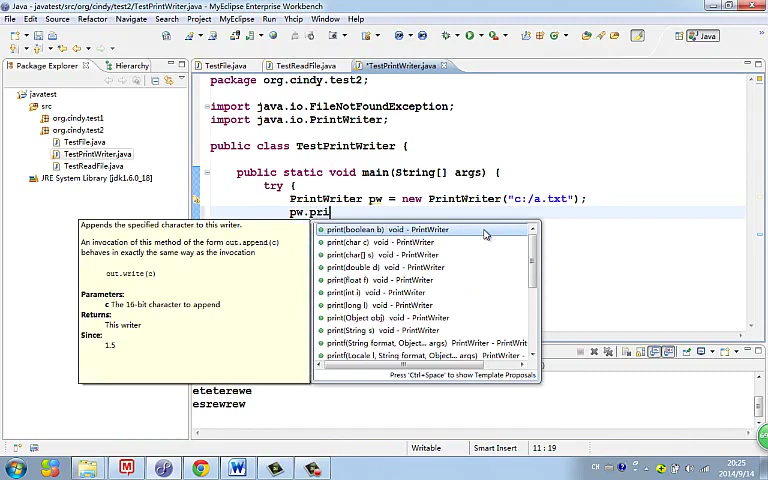 javatest/src/org/cindy/test2/TestPrintWriter.java - MyEclipse Enterprise Workbench
File Edit Source Refactor Navigate Search Project MyEclipse Run Yhcip Window Help
Java
Package Explorer Hierarchy
TestFile.java TestReadFile.java *TestPrintWriter.java
javatest
src
org.cindy.test1
org.cindy.test2
TestFile.java
TestPrintWriter.java
TestReadFile.java
JRE System Library [jdk1.6.0_18]
package org.cindy.test2;
import java.io.FileNotFoundException;
import java.io.PrintWriter;
public class TestPrintWriter {
public static void main(String[] args) {
try {
PrintWriter pw = new PrintWriter("c:/a.txt");
pw.pri
Appends the specified character to this writer.
An invocation of this method of the form out.append(c)
behaves in exactly the same way as the invocation
out.write(c)
Parameters:
c The 16-bit character to append
Returns:
This writer
Since:
1.5
print(boolean b) void - PrintWriter
print(char c) void - PrintWriter
print(char[] s) void - PrintWriter
print(double d) void - PrintWriter
print(float f) void - PrintWriter
print(int i) void - PrintWriter
print(long l) void - PrintWriter
print(Object obj) void - PrintWriter
print(String s) void - PrintWriter
printf(String format, Object... args) PrintWriter - PrintWrit
printf(Locale l, String format, Object... args) PrintWriter -
Press 'Ctrl+Space' to show Template Proposals
eteterewe
esrewrew
Writable Smart Insert 11 : 19
CH
20:25
2014/9/14